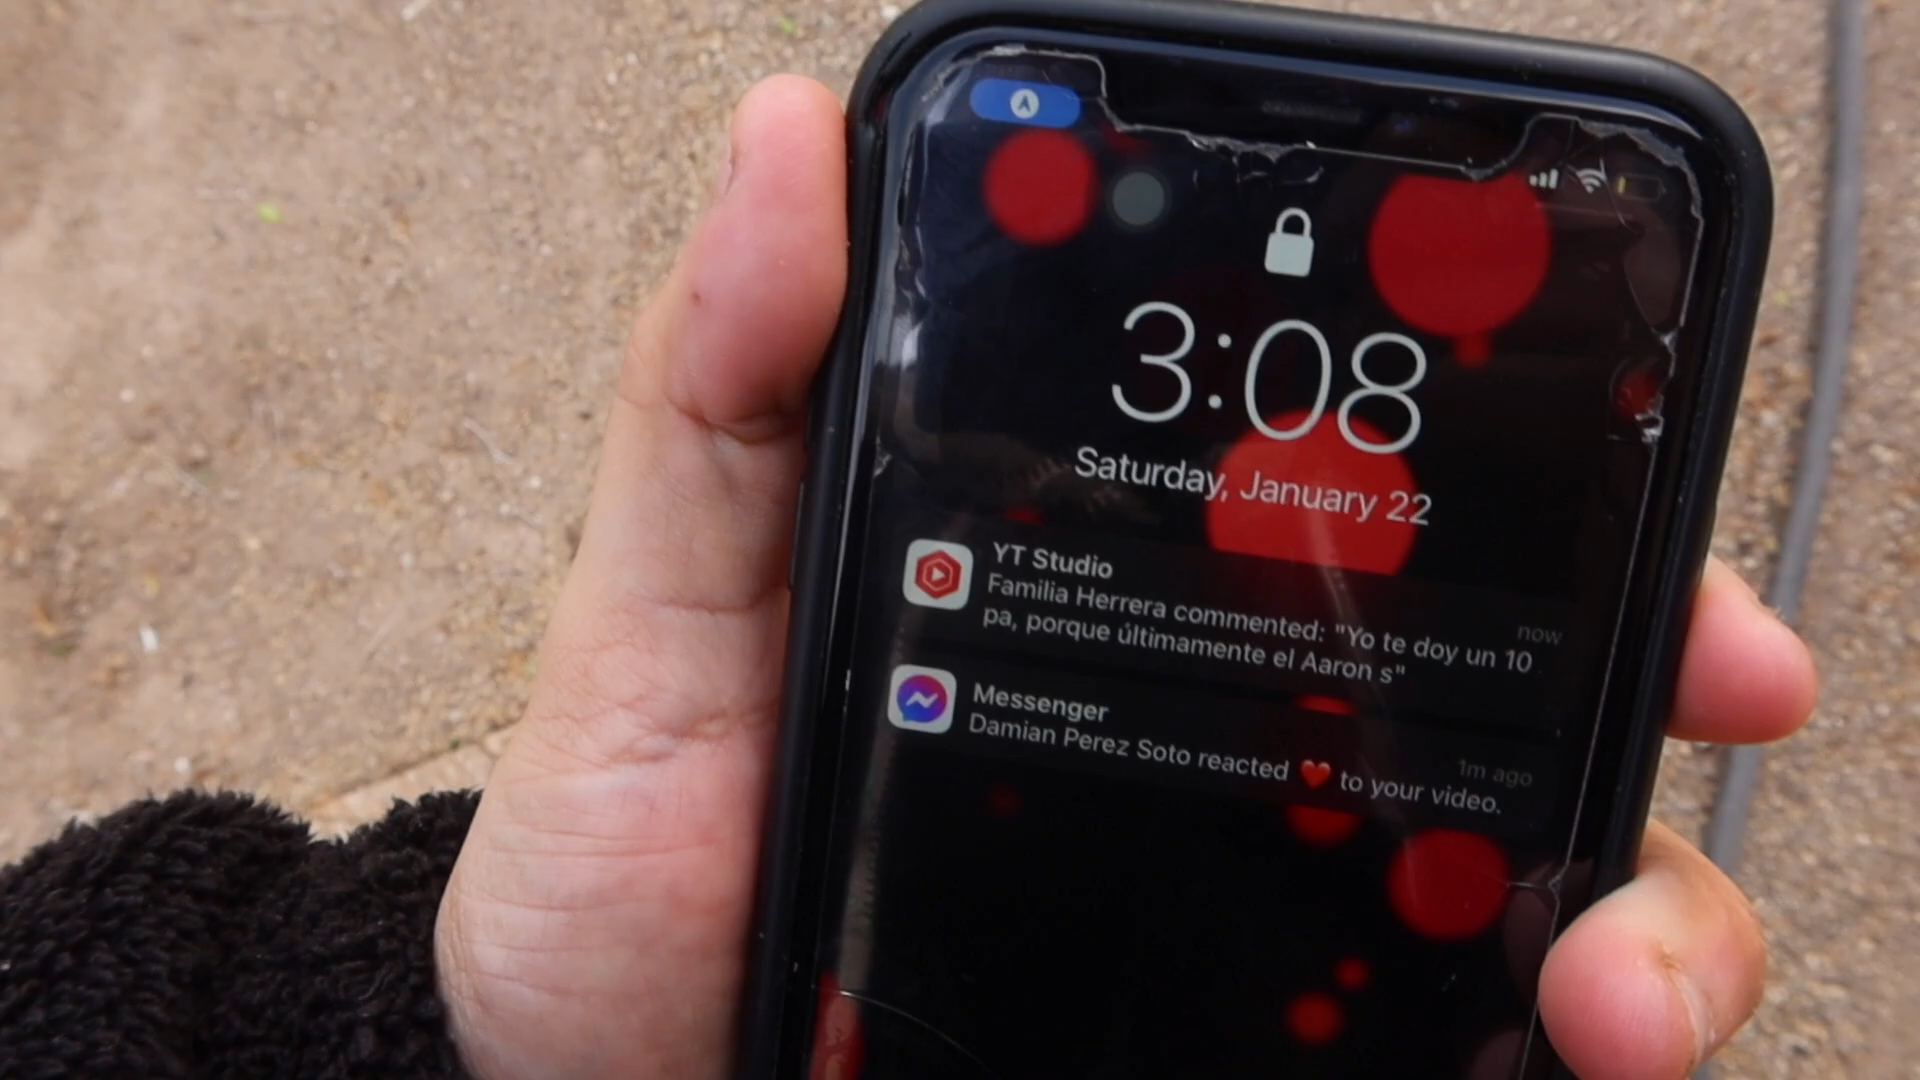 3:08
Saturday, January 22
YT Studio
now
Familia Herrera commented: "Yo te doy un 10
pa, porque últimamente el Aaron s"
Messenger
1m ago
Damian Perez Soto reacted ❤️ to your video.